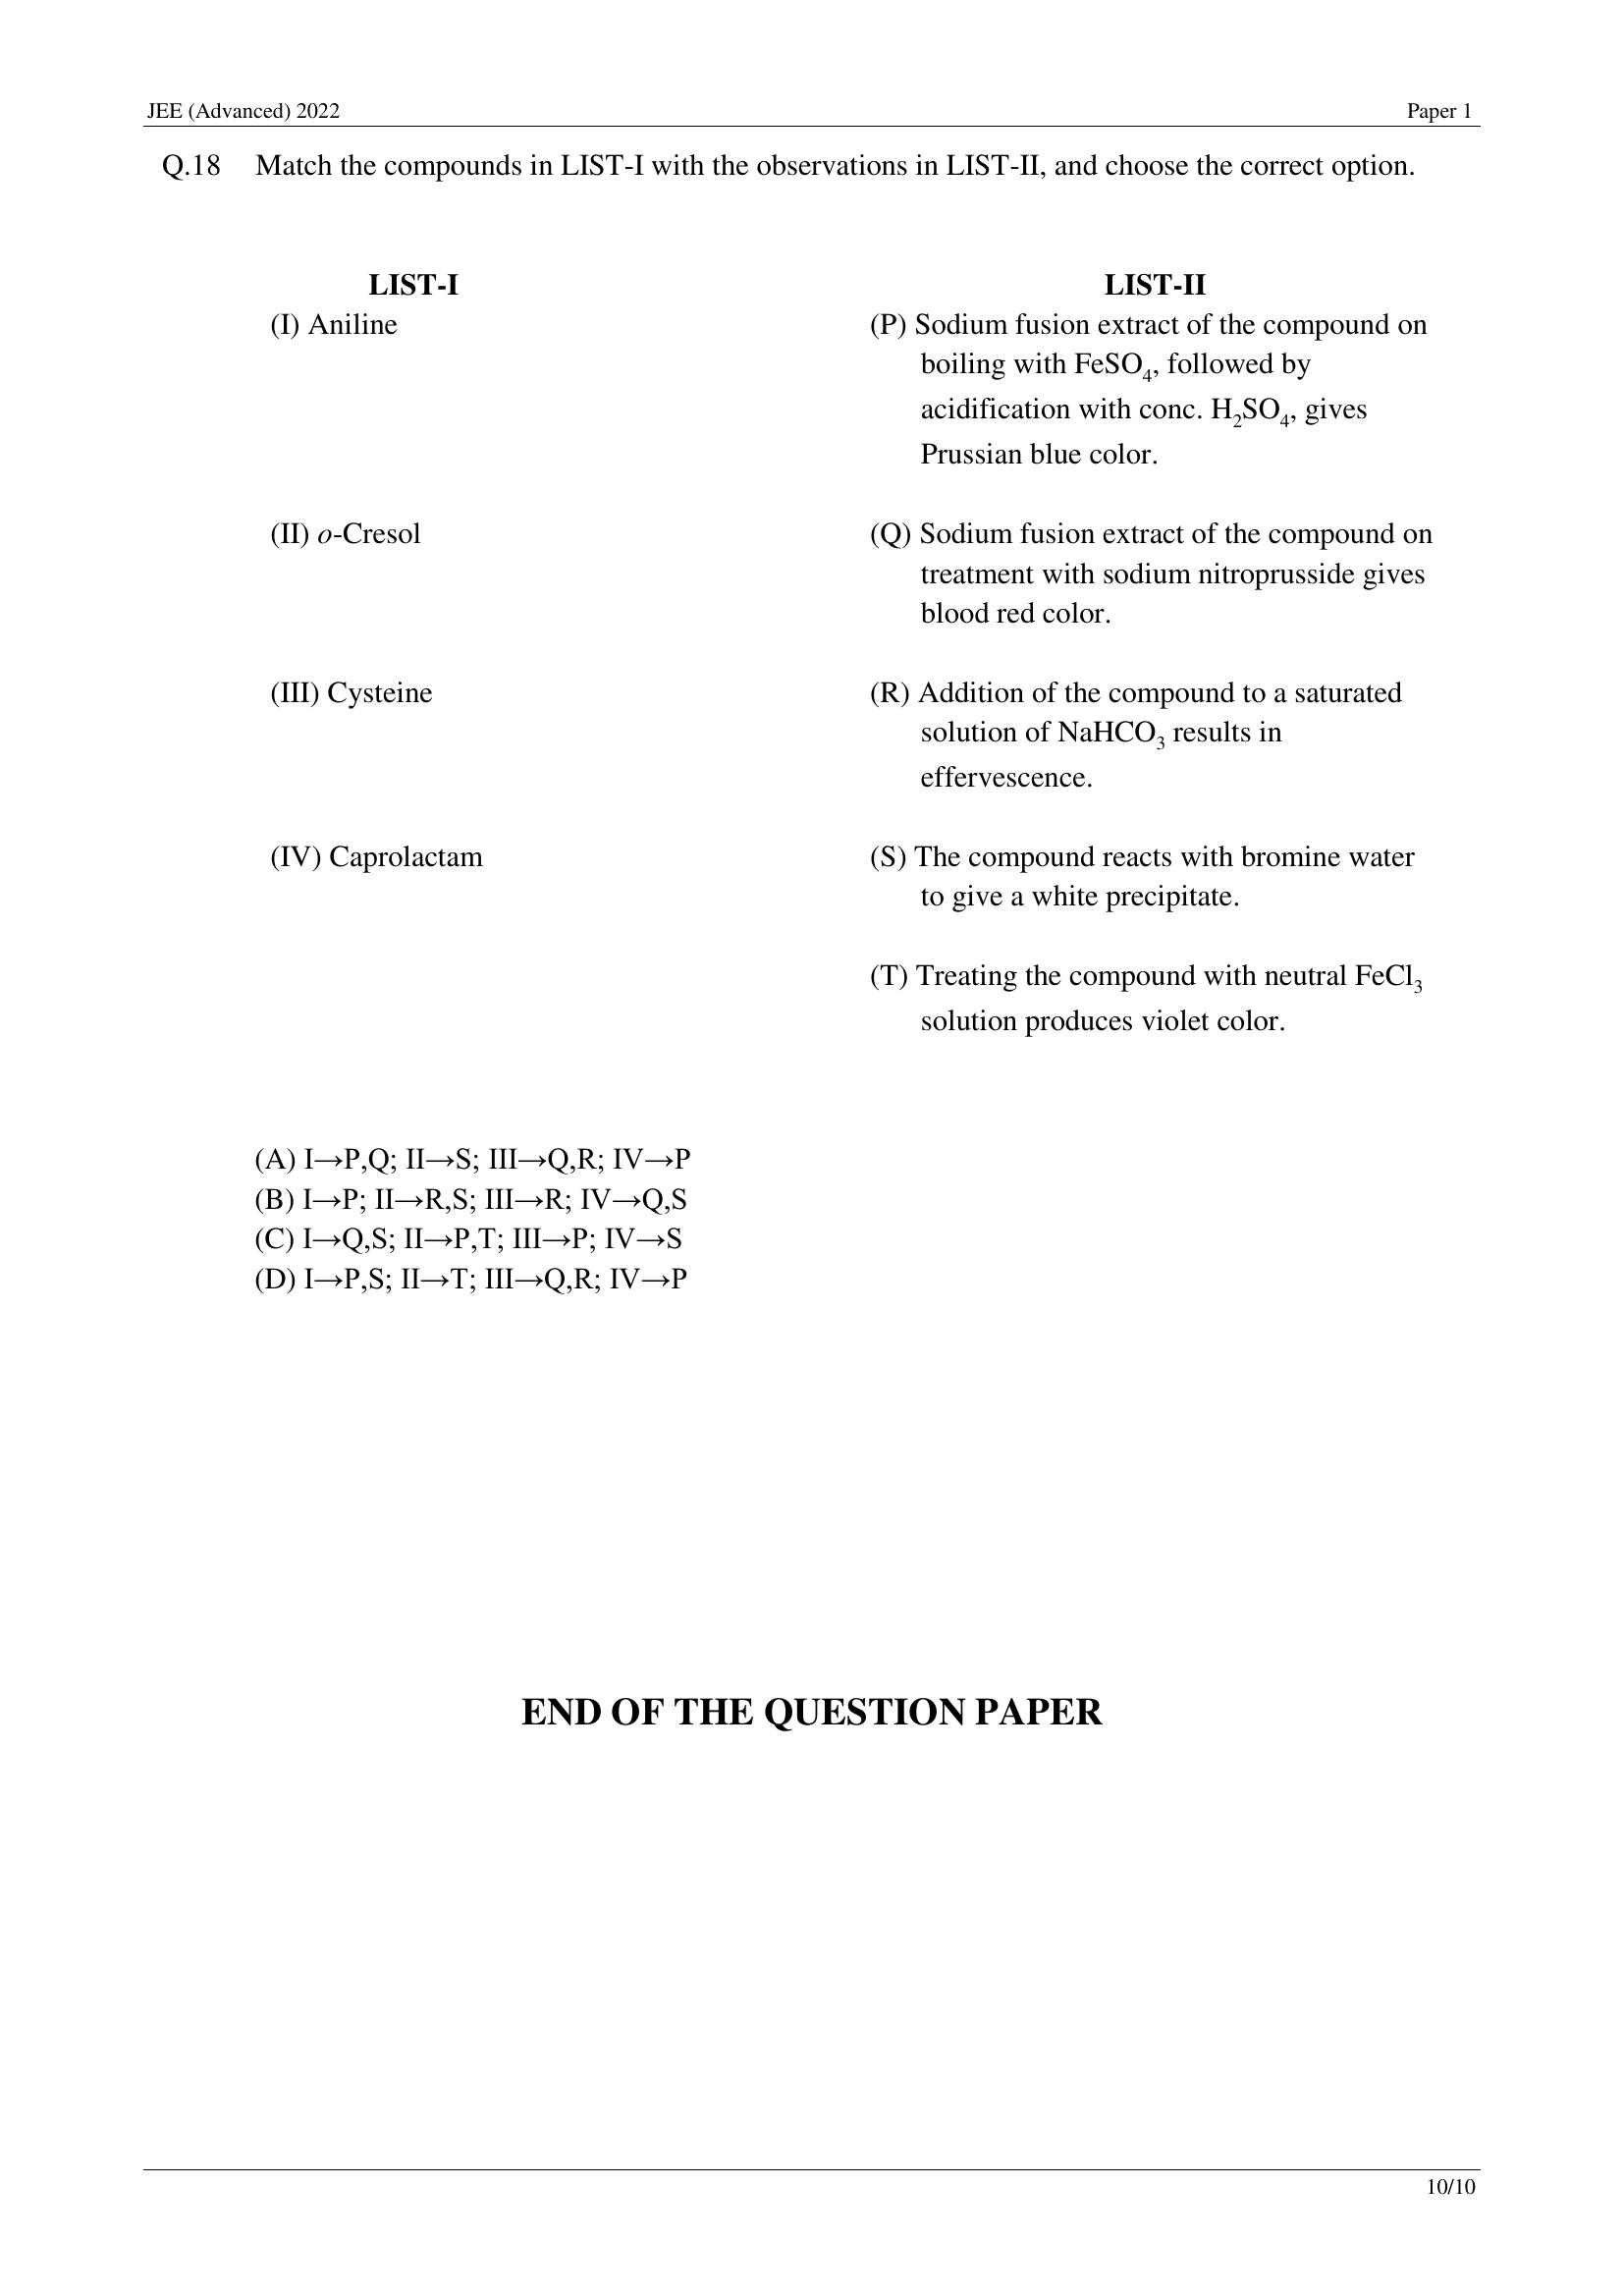 JEE (Advanced) 2022 Paper 1
Q.18 Match the compounds in LIST-I with the observations in LIST-II, and choose the correct option.
LIST-I
(I) Aniline
(II) o-Cresol
(III) Cysteine
(IV) Caprolactam
LIST-II
(P) Sodium fusion extract of the compound on
boiling with FeSO₄, followed by
acidification with conc. H₂SO₄, gives
Prussian blue color.
(Q) Sodium fusion extract of the compound on
treatment with sodium nitroprusside gives
blood red color.
(R) Addition of the compound to a saturated
solution of NaHCO₃ results in
effervescence.
(S) The compound reacts with bromine water
to give a white precipitate.
(T) Treating the compound with neutral FeCl₃
solution produces violet color.
(A) I→P,Q; II→S; III→Q,R; IV→P
(B) I→P; II→R,S; III→R; IV→Q,S
(C) I→Q,S; II→P,T; III→P; IV→S
(D) I→P,S; II→T; III→Q,R; IV→P
END OF THE QUESTION PAPER
10/10